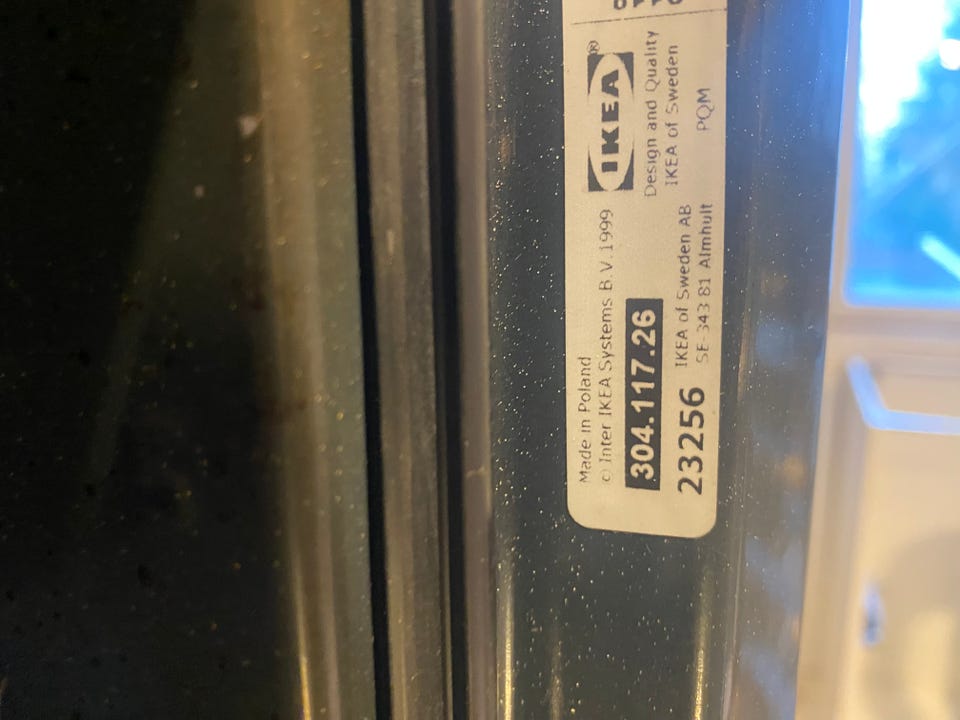 Made in Poland
© Inter IKEA Systems B.V. 1999
304.117.26
23256
IKEA of Sweden AB
SE-343 81 Älmhult
IKEA®
Design and Quality
IKEA of Sweden
PQM